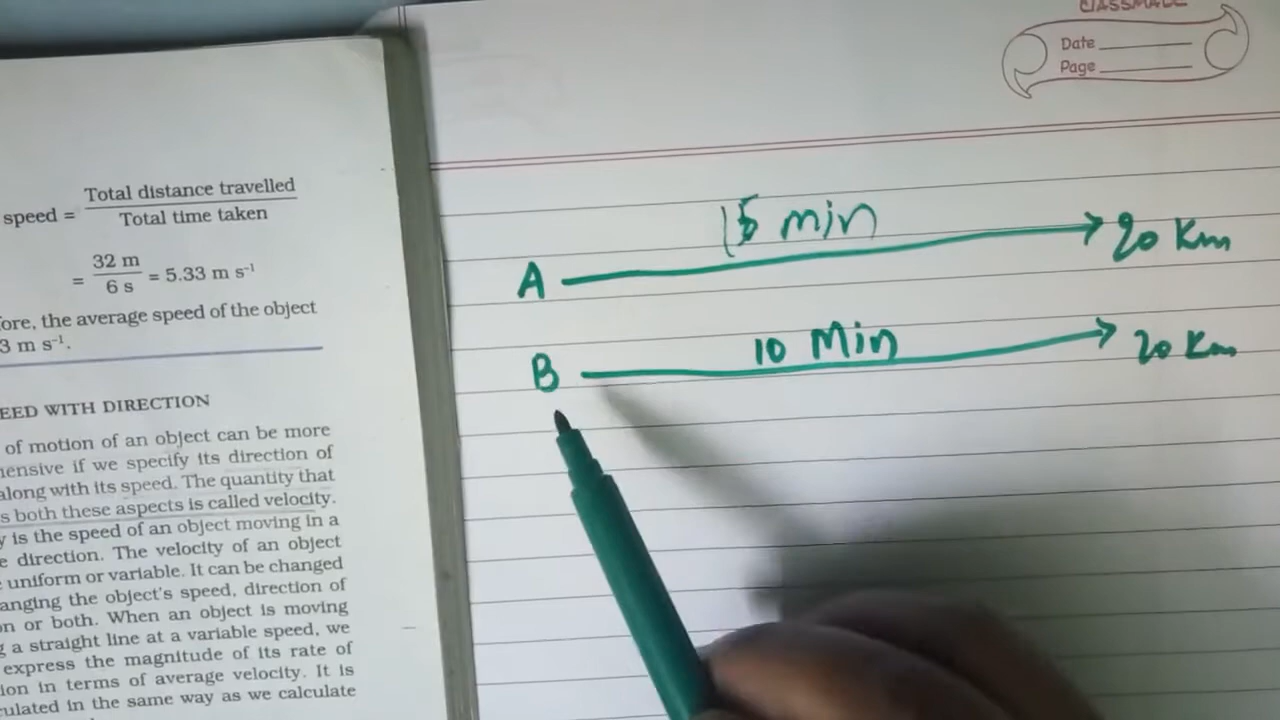 CLASSMATE
Date
Page
speed = Total distance travelled
Total time taken
= 32 m
6 s
= 5.33 m s⁻¹
ore, the average speed of the object
3 m s⁻¹.
EED WITH DIRECTION
of motion of an object can be more
hensive if we specify its direction of
along with its speed. The quantity that
s both these aspects is called velocity.
y is the speed of an object moving in a
e direction. The velocity of an object
e uniform or variable. It can be changed
anging the object's speed, direction of
on or both. When an object is moving
g a straight line at a variable speed, we
express the magnitude of its rate of
ion in terms of average velocity. It is
culated in the same way as we calculate
15 min
A → 20 Km
10 Min
B → 20 Km